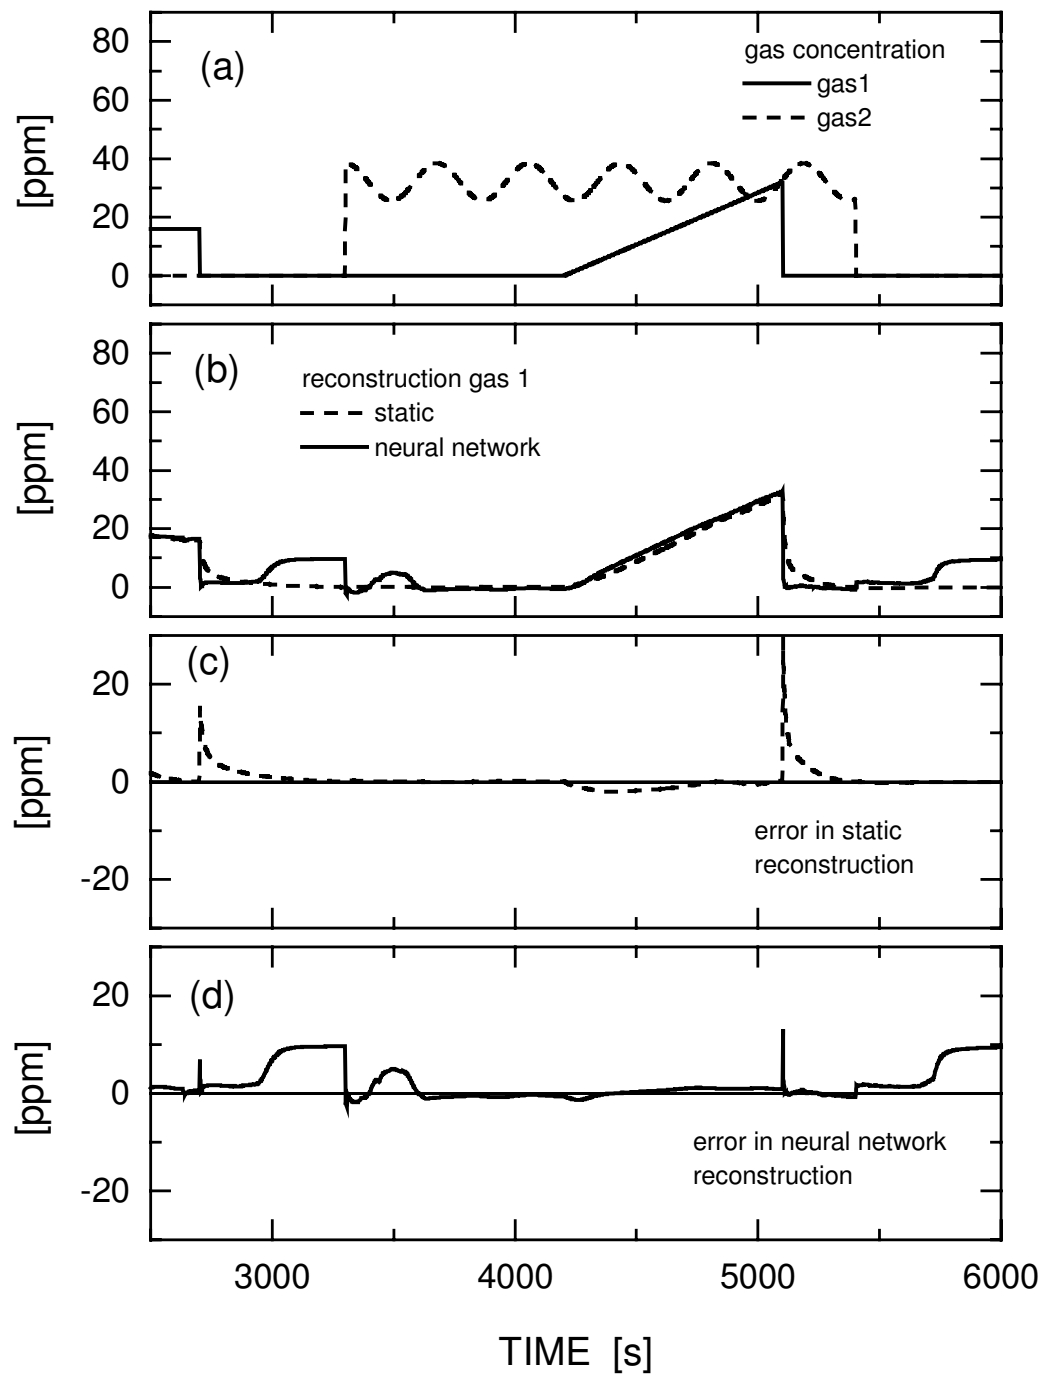 80
60
40
20
0
[ppm]
(a)
gas concentration
gas1
gas2
80
60
40
20
0
[ppm]
(b)
reconstruction gas 1
static
neural network
20
0
-20
[ppm]
(c)
error in static
reconstruction
20
0
-20
[ppm]
(d)
error in neural network
reconstruction
3000 4000 5000 6000
TIME [s]